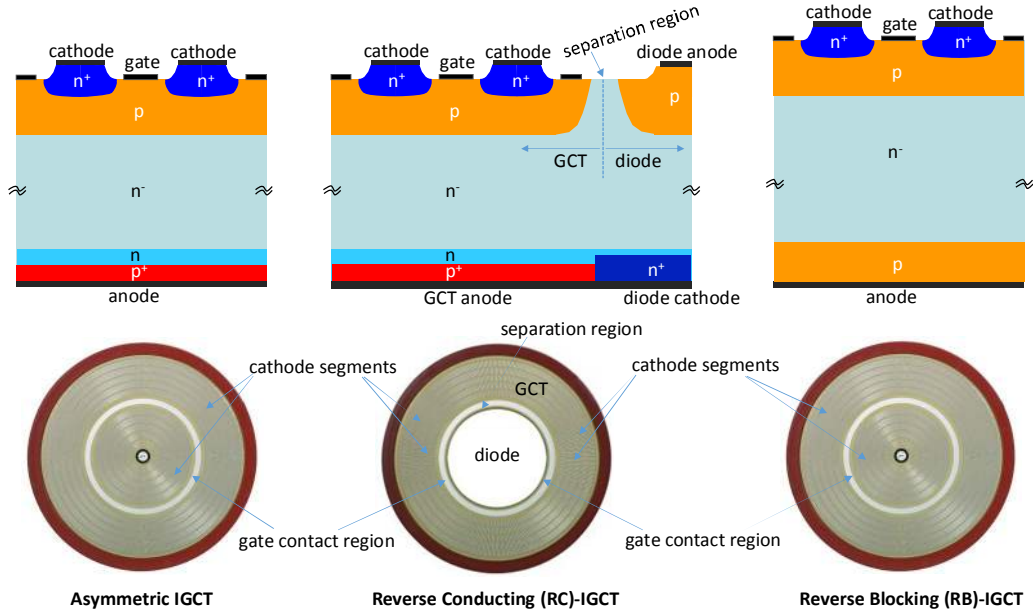 cathode
cathode
gate
n+
n+
p
n-
n
p+
anode
cathode
cathode
gate
separation region
diode anode
n+
n+
p
p
GCT
diode
n-
n
p+
n+
GCT anode
diode cathode
cathode
cathode
gate
n+
n+
p
n-
p
anode
cathode segments
separation region
GCT
diode
cathode segments
gate contact region
gate contact region
Asymmetric IGCT
Reverse Conducting (RC)-IGCT
Reverse Blocking (RB)-IGCT